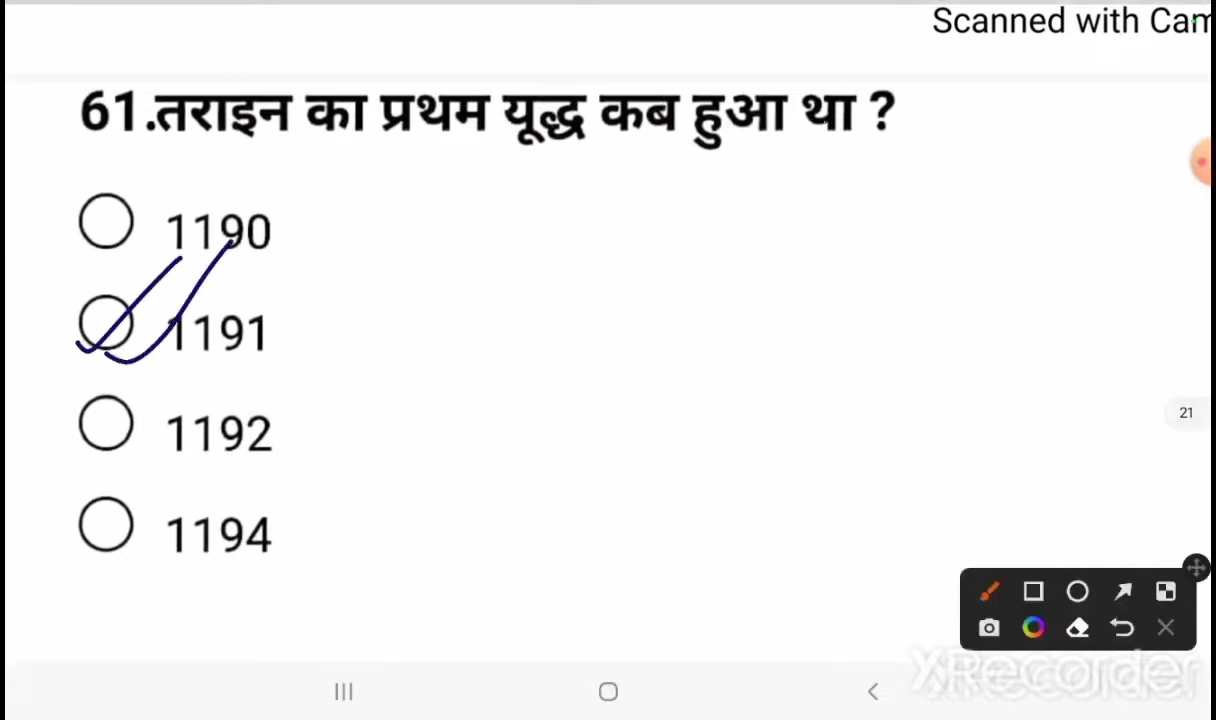 Scanned with Cam
61.तराइन का प्रथम यूद्ध कब हुआ था ?
1190
1191
1192
21
1194
XRecorder